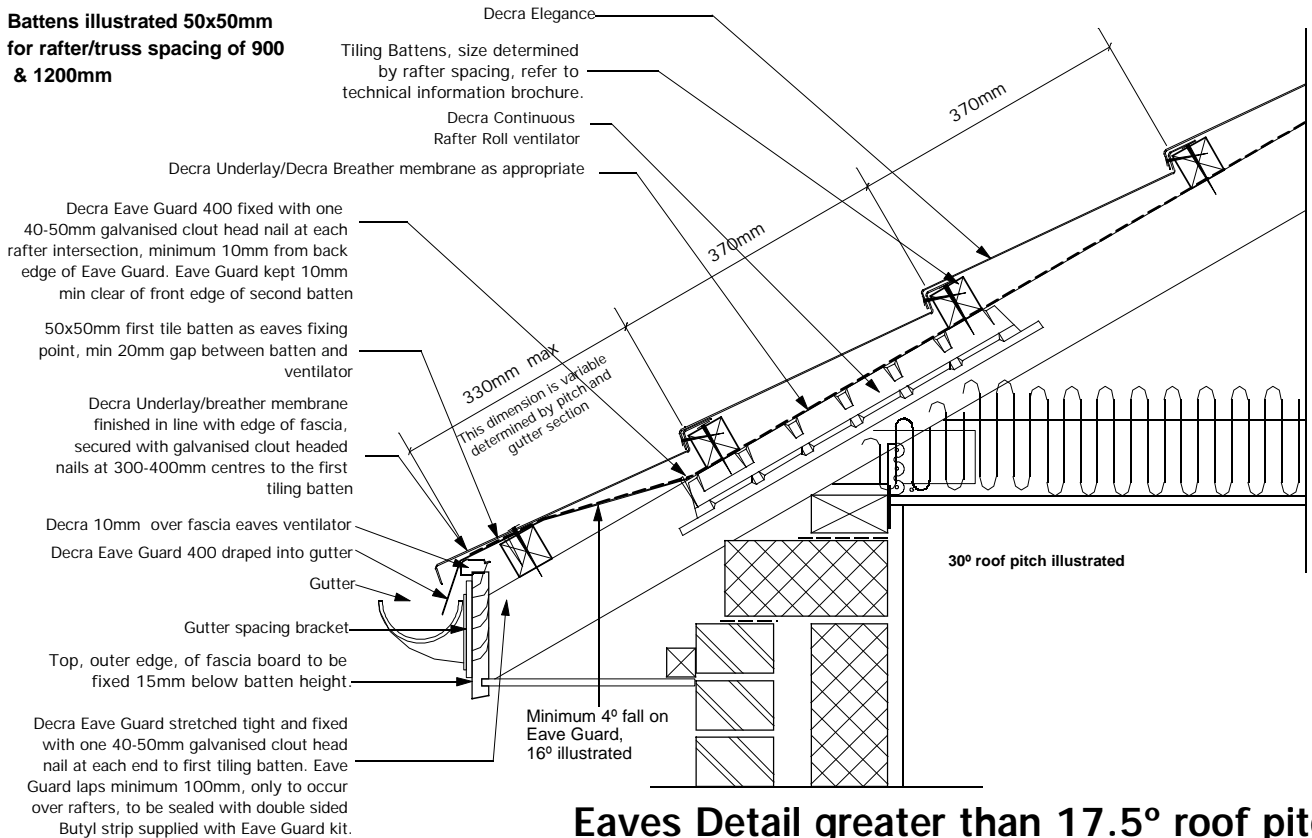 Battens illustrated 50x50mm
for rafter/truss spacing of 900
& 1200mm
Decra Elegance
Tiling Battens, size determined
by rafter spacing, refer to
technical information brochure.
Decra Continuous
Rafter Roll ventilator
Decra Underlay/Decra Breather membrane as appropriate
Decra Eave Guard 400 fixed with one
40-50mm galvanised clout head nail at each
rafter intersection, minimum 10mm from back
edge of Eave Guard. Eave Guard kept 10mm
min clear of front edge of second batten
50x50mm first tile batten as eaves fixing
point, min 20mm gap between batten and
ventilator
Decra Underlay/breather membrane
finished in line with edge of fascia,
secured with galvanised clout headed
nails at 300-400mm centres to the first
tiling batten
Decra 10mm over fascia eaves ventilator
Decra Eave Guard 400 draped into gutter
Gutter
Gutter spacing bracket
Top, outer edge, of fascia board to be
fixed 15mm below batten height.
Decra Eave Guard stretched tight and fixed
with one 40-50mm galvanised clout head
nail at each end to first tiling batten. Eave
Guard laps minimum 100mm, only to occur
over rafters, to be sealed with double sided
Butyl strip supplied with Eave Guard kit.
370mm
370mm
330mm max
This dimension is variable
determined by pitch and
gutter section
30º roof pitch illustrated
Minimum 4º fall on
Eave Guard,
16º illustrated
Eaves Detail greater than 17.5º roof pit